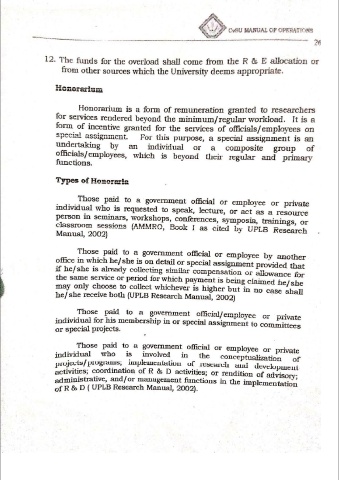 CvSU MANUAL OF OPERATIONS
26
12. The funds for the overload shall come from the R & E allocation or
from other sources which the University deems appropriate.
Honorarium
Honorarium is a form of remuneration granted to researchers
for services rendered beyond the minimum/regular workload. It is a
form of incentive granted for the services of officials/employees on
special assignment. For this purpose, a special assignment is an
undertaking by an individual or a composite group of
officials/employees, which is beyond their regular and primary
functions.
Types of Honoraria
Those paid to a government official or employee or private
individual who is requested to speak, lecture, or act as a resource
person in seminars, workshops, conferences, symposia, trainings, or
classroom sessions (AMMRO, Book I as cited by UPLB Research
Manual, 2002)
Those paid to a government official or employee by another
office in which he/she is on detail or special assignment provided that
if he/she is already collecting similar compensation or allowance for
the same service or period for which payment is being claimed he/she
may only choose to collect whichever is higher but in no case shall
he/she receive both (UPLB Research Manual, 2002)
Those paid to a government official/employee or private
individual for his membership in or special assignment to committees
or special projects.
Those paid to a government official or employee or private
individual who is involved in the conceptualization of
projects/programs; implementation of research and development
activities; coordination of R & D activities; or rendition of advisory;
administrative, and/or management functions in the implementation
of R & D ( UPLB Research Manual, 2002).